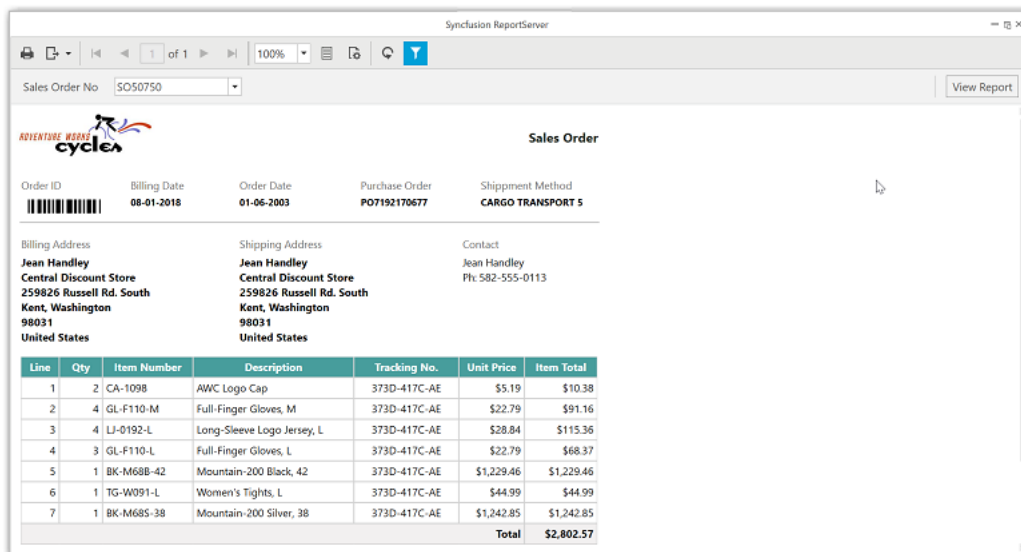 Syncfusion ReportServer
1 of 1 100%
Sales Order No SO50750 View Report
ADVENTURE WORKS
cycles
Sales Order
Order ID Billing Date Order Date Purchase Order Shippment Method
08-01-2018 01-06-2003 PO7192170677 CARGO TRANSPORT 5
Billing Address Shipping Address Contact
Jean Handley Jean Handley Jean Handley
Central Discount Store Central Discount Store Ph: 582-555-0113
259826 Russell Rd. South 259826 Russell Rd. South
Kent, Washington Kent, Washington
98031 98031
United States United States
Line Qty Item Number Description Tracking No. Unit Price Item Total
1 2 CA-1098 AWC Logo Cap 373D-417C-AE $5.19 $10.38
2 4 GL-F110-M Full-Finger Gloves, M 373D-417C-AE $22.79 $91.16
3 4 LJ-0192-L Long-Sleeve Logo Jersey, L 373D-417C-AE $28.84 $115.36
4 3 GL-F110-L Full-Finger Gloves, L 373D-417C-AE $22.79 $68.37
5 1 BK-M68B-42 Mountain-200 Black, 42 373D-417C-AE $1,229.46 $1,229.46
6 1 TG-W091-L Women's Tights, L 373D-417C-AE $44.99 $44.99
7 1 BK-M68S-38 Mountain-200 Silver, 38 373D-417C-AE $1,242.85 $1,242.85
Total $2,802.57